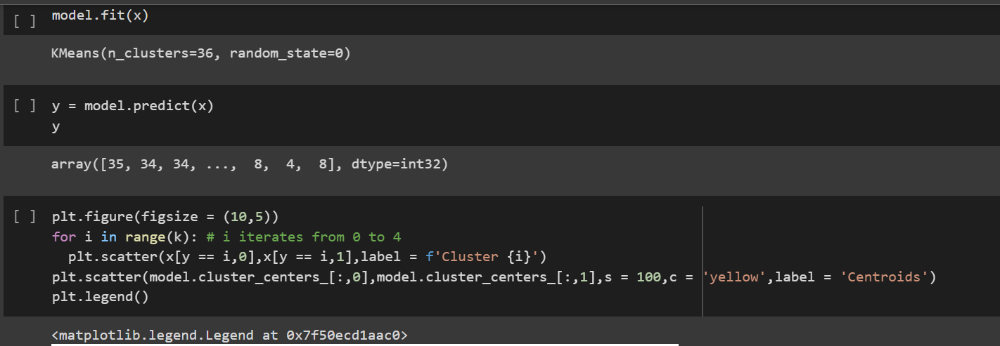 [ ] model.fit(x)
KMeans(n_clusters=36, random_state=0)
[ ] y = model.predict(x)
y
array([35, 34, 34, ...,  8,  4,  8], dtype=int32)
[ ] plt.figure(figsize = (10,5))
for i in range(k): # i iterates from 0 to 4
  plt.scatter(x[y == i,0],x[y == i,1],label = f'Cluster {i}')
plt.scatter(model.cluster_centers_[:,0],model.cluster_centers_[:,1],s = 100,c = 'yellow',label = 'Centroids')
plt.legend()
<matplotlib.legend.Legend at 0x7f50ecd1aac0>